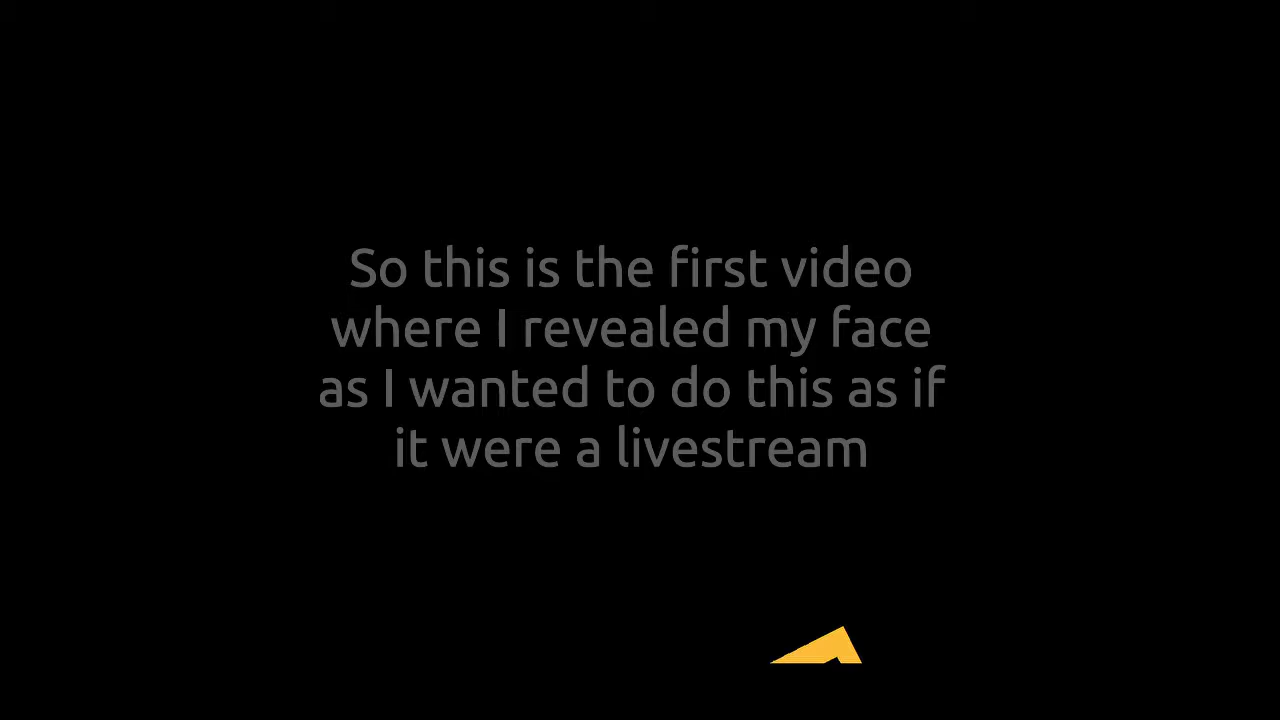 So this is the first video
where I revealed my face
as I wanted to do this as if
it were a livestream